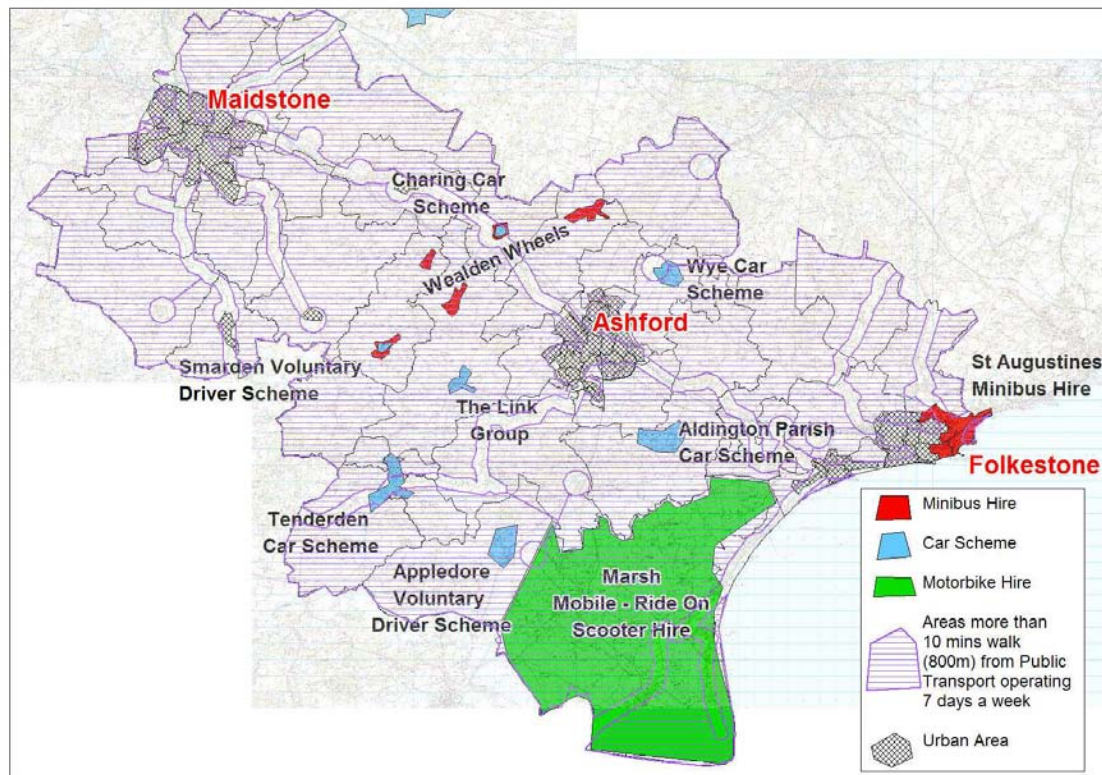 Maidstone
Charing Car
Scheme
Wealden Wheels
Wye Car
Scheme
Ashford
Smarden Voluntary
Driver Scheme
The Link
Group
St Augustines
Minibus Hire
Aldington Parish
Car Scheme
Folkestone
Tenderden
Car Scheme
Appledore
Voluntary
Driver Scheme
Marsh
Mobile - Ride On
Scooter Hire
Minibus Hire
Car Scheme
Motorbike Hire
Areas more than
10 mins walk
(800m) from Public
Transport operating
7 days a week
Urban Area